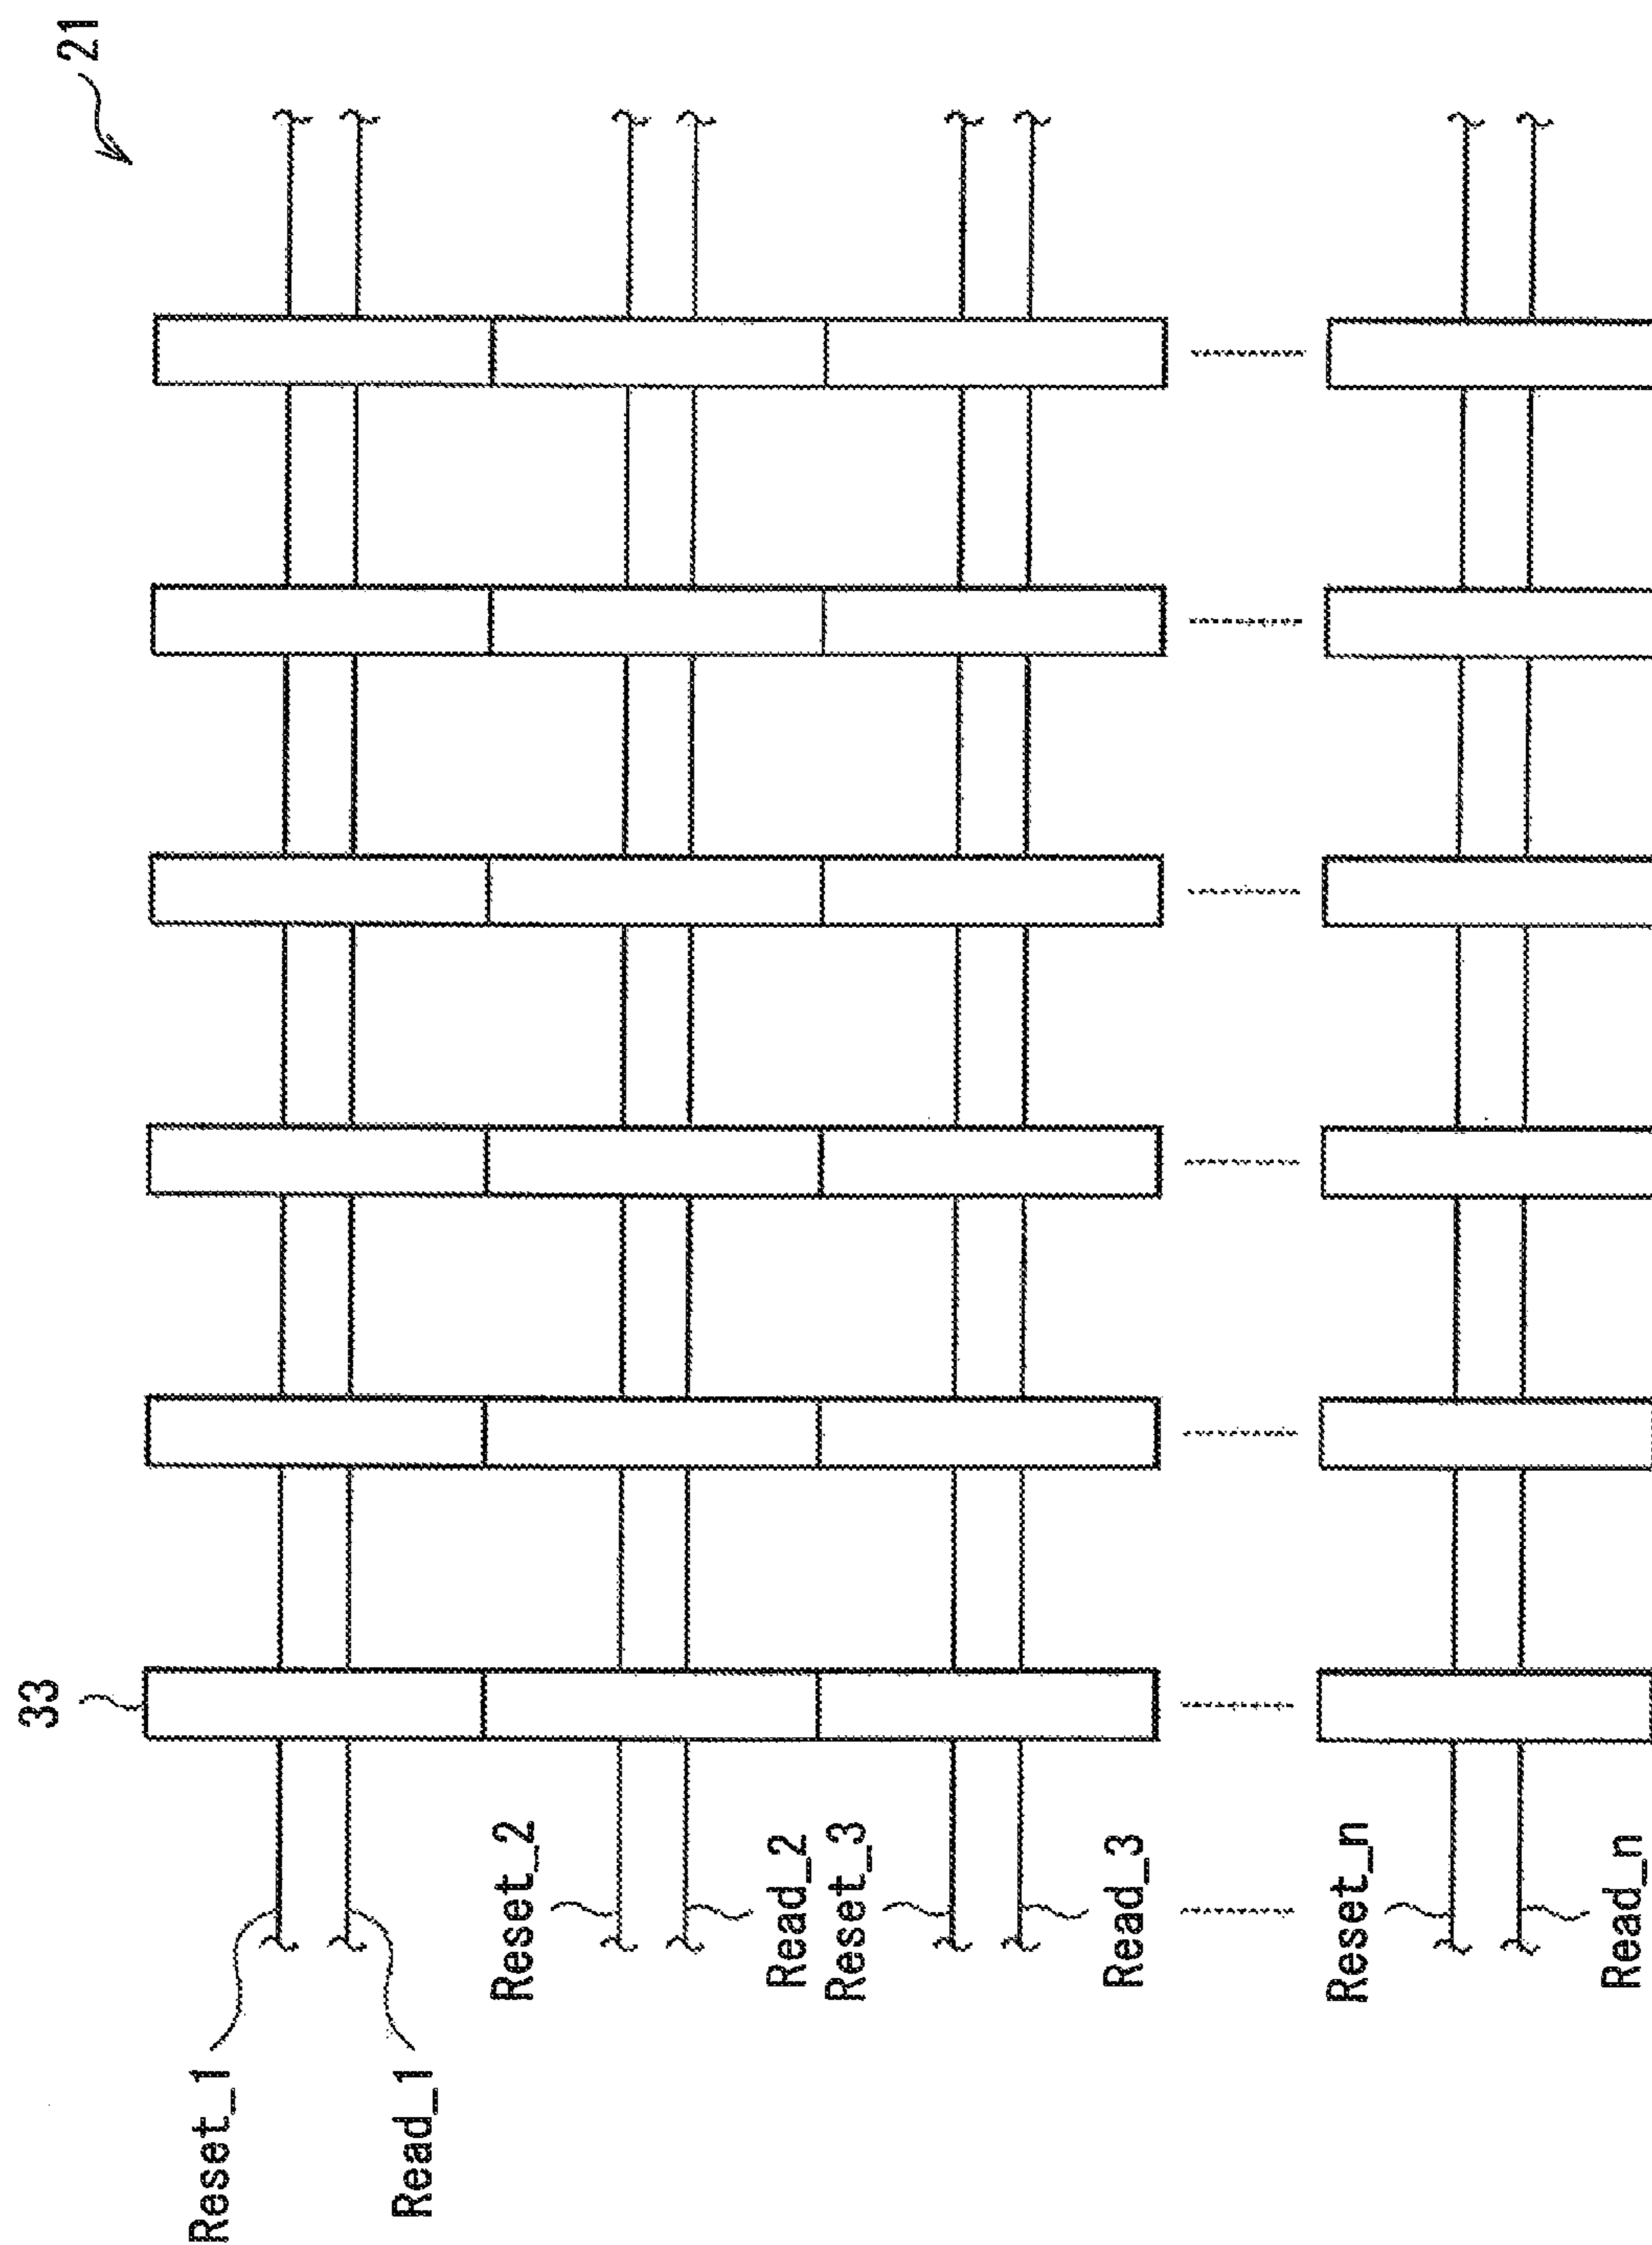 21
33
Reset_1
Read_1
Reset_2
Read_2
Reset_3
Read_3
Reset_n
Read_n